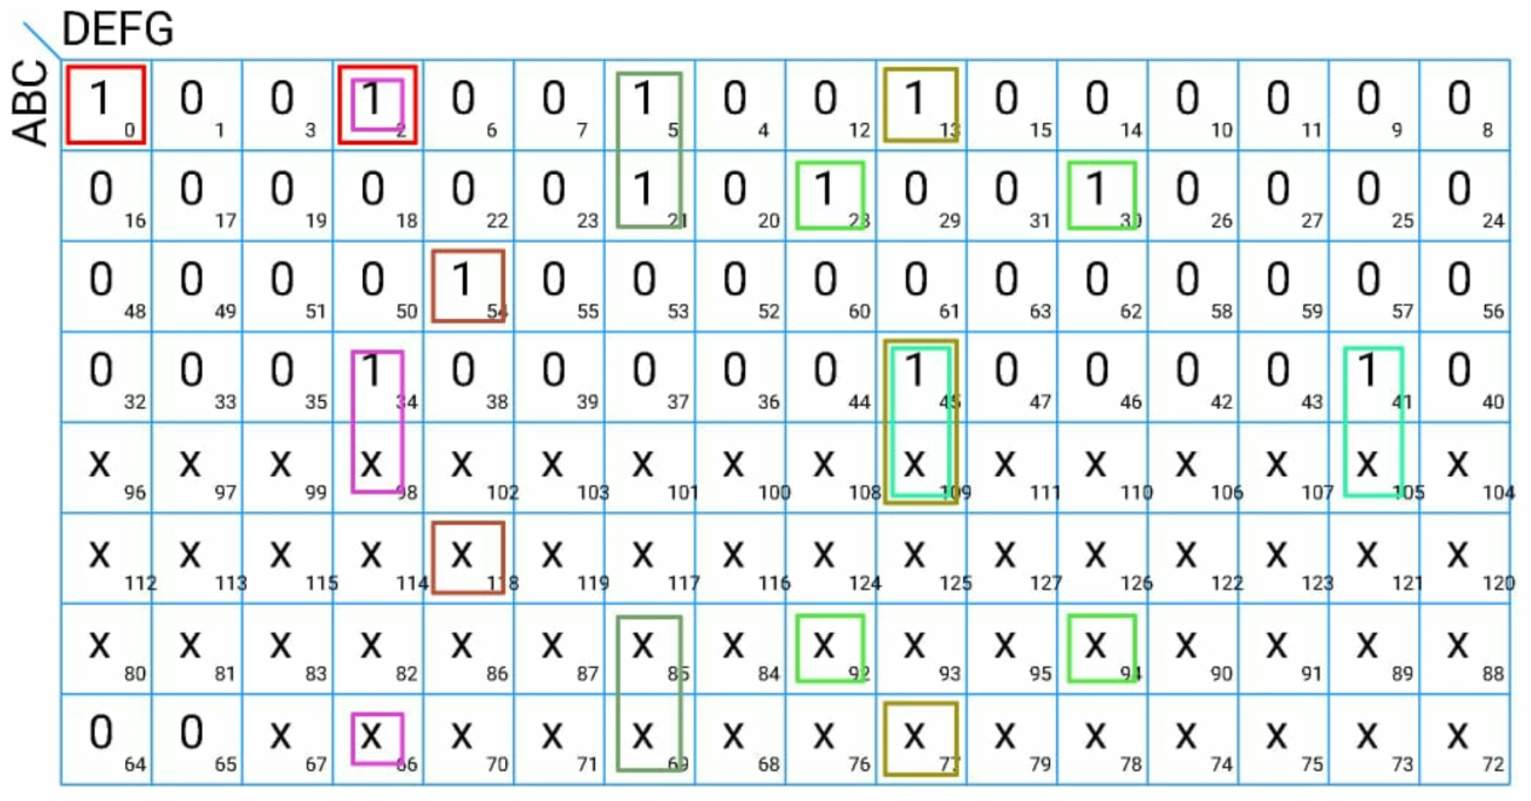 DEFG
ABC
1 0 0 1 0 0 1 0 0 1 0 0 0 0 0 0
0 1 3 2 6 7 5 4 12 13 15 14 10 11 9 8
0 0 0 0 0 0 1 0 1 0 0 1 0 0 0 0
16 17 19 18 22 23 21 20 28 29 31 30 26 27 25 24
0 0 0 0 1 0 0 0 0 0 0 0 0 0 0 0
48 49 51 50 54 55 53 52 60 61 63 62 58 59 57 56
0 0 0 1 0 0 0 0 0 1 0 0 0 0 1 0
32 33 35 34 38 39 37 36 44 45 47 46 42 43 41 40
X X X X X X X X X X X X X X X X
96 97 99 98 102 103 101 100 108 109 111 110 106 107 105 104
X X X X X X X X X X X X X X X X
112 113 115 114 118 119 117 116 124 125 127 126 122 123 121 120
X X X X X X X X X X X X X X X X
80 81 83 82 86 87 85 84 92 93 95 94 90 91 89 88
0 0 X X X X X X X X X X X X X X
64 65 67 66 70 71 69 68 76 77 79 78 74 75 73 72